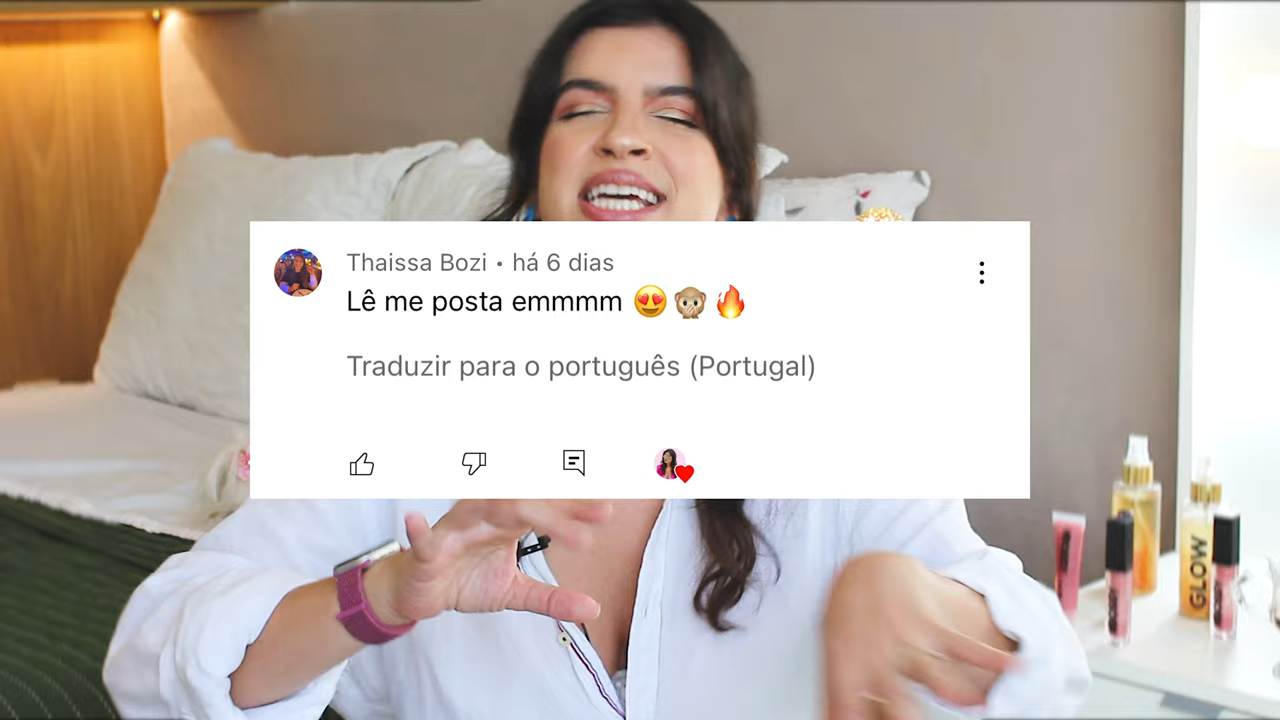 Thaissa Bozi • há 6 dias
Lê me posta emmmm 😍🙊🔥
Traduzir para o português (Portugal)
GLOW